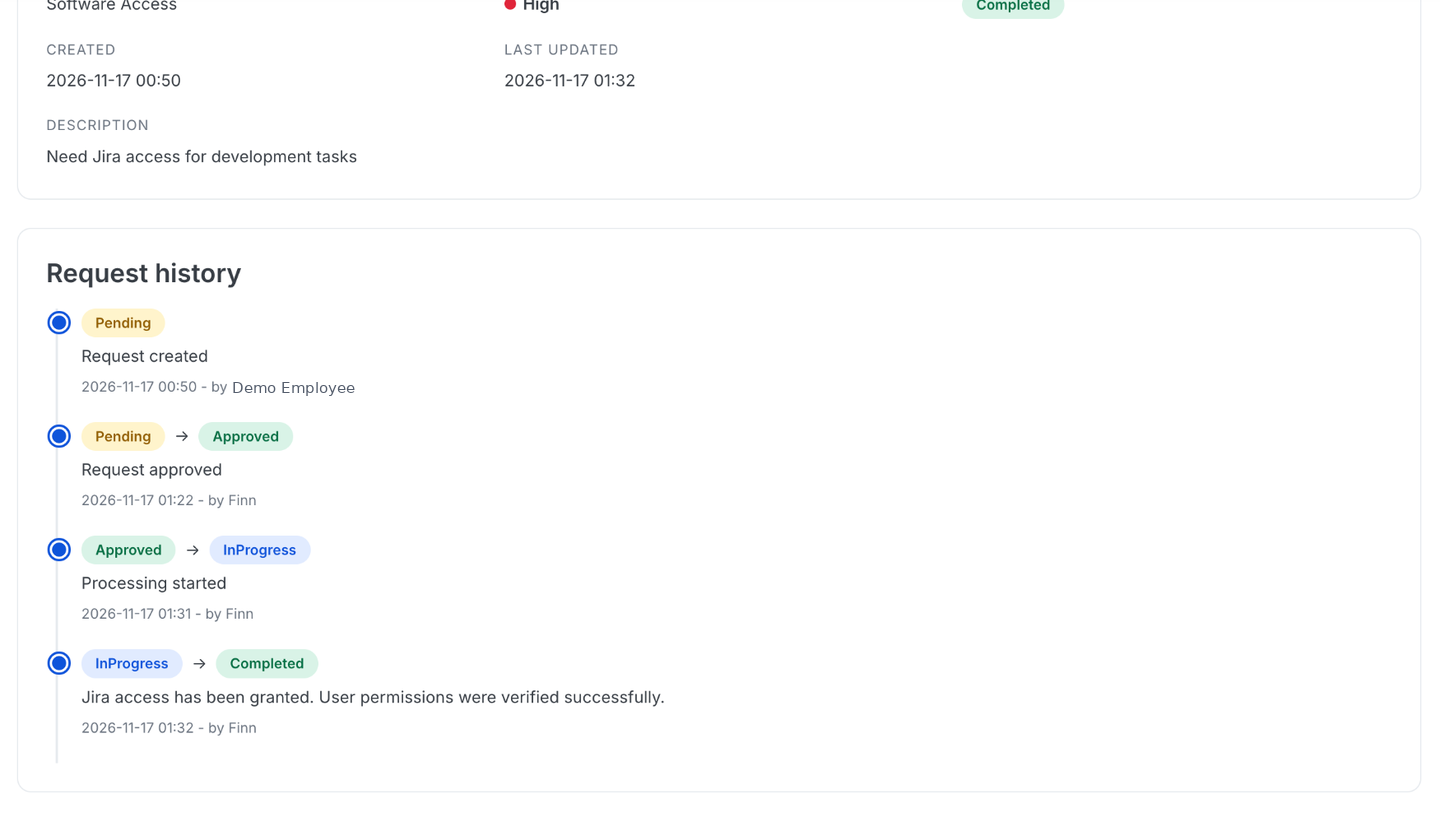 Software Access High Completed
CREATED LAST UPDATED
2026-11-17 00:50 2026-11-17 01:32
DESCRIPTION
Need Jira access for development tasks
Request history
Pending
Request created
2026-11-17 00:50 - by Demo Employee
Pending → Approved
Request approved
2026-11-17 01:22 - by Finn
Approved → InProgress
Processing started
2026-11-17 01:31 - by Finn
InProgress → Completed
Jira access has been granted. User permissions were verified successfully.
2026-11-17 01:32 - by Finn